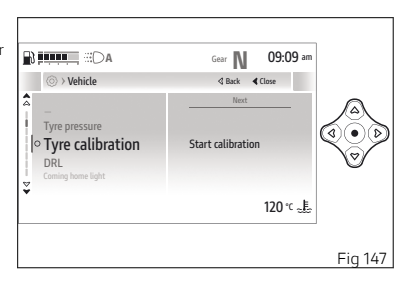 r
A Gear N 09:09 am
> Vehicle Back Close
Next
...
Tyre pressure
Tyre calibration
Start calibration
DRL
Coming home light
120 °C
Fig 147